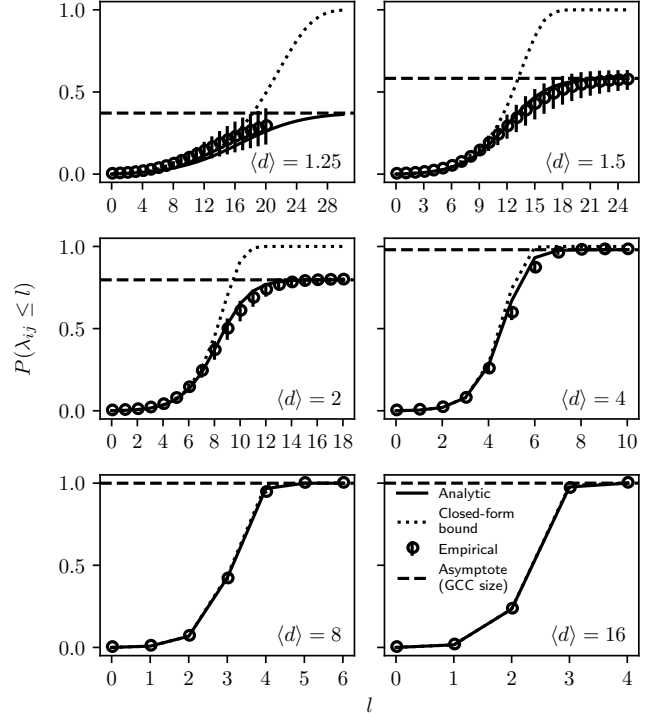 1.0
0.5
0.0
0 4 8 12 16 20 24 28
⟨d⟩ = 1.25
0 3 6 9 12 15 18 21 24
⟨d⟩ = 1.5
P(λij ≤ l)
1.0
0.5
0.0
0 2 4 6 8 10 12 14 16 18
⟨d⟩ = 2
0 2 4 6 8 10
⟨d⟩ = 4
1.0
0.5
0.0
0 1 2 3 4 5 6
⟨d⟩ = 8
Analytic
Closed-form
bound
Empirical
Asymptote
(GCC size)
⟨d⟩ = 16
0 1 2 3 4
l